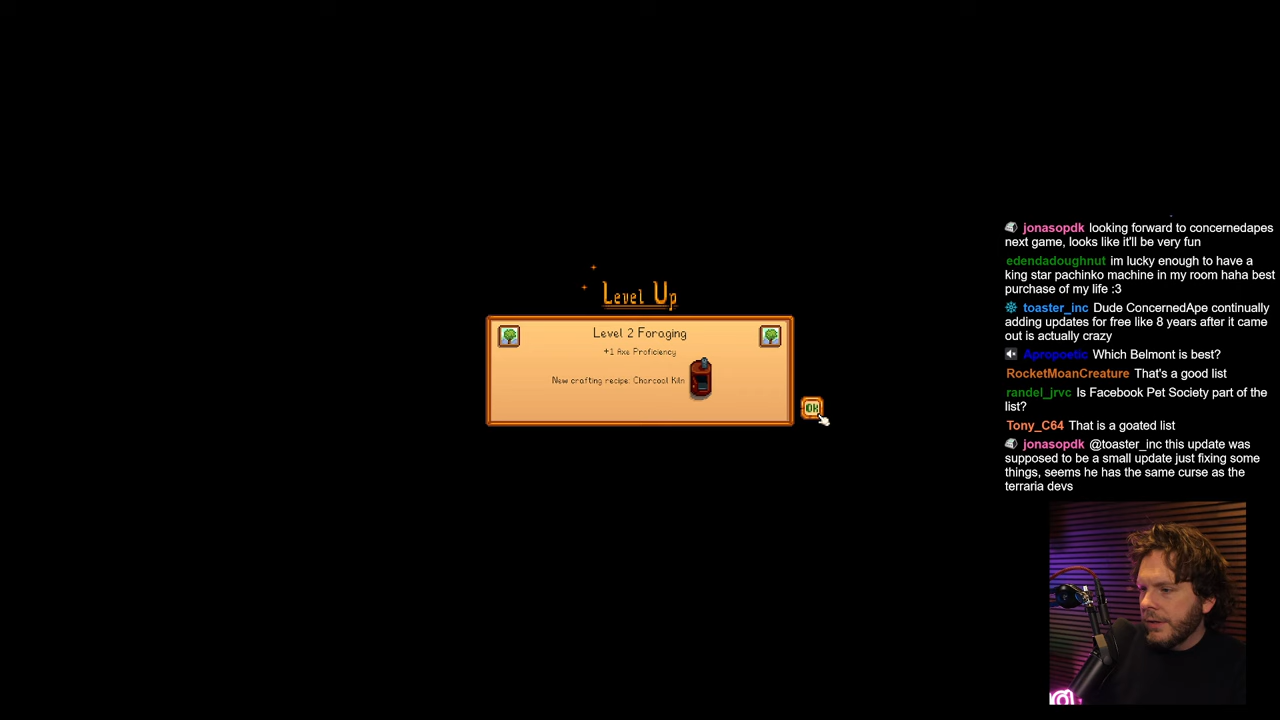 Level Up
Level 2 Foraging
+1 Axe Proficiency
New crafting recipe: Charcoal Kiln
OK
jonasopdk looking forward to concernedapes
next game, looks like it'll be very fun
edendadoughnut im lucky enough to have a
king star pachinko machine in my room haha best
purchase of my life :3
toaster_inc Dude ConcernedApe continually
adding updates for free like 8 years after it came
out is actually crazy
Apropoetic Which Belmont is best?
RocketMoanCreature That's a good list
randel_jrvc Is Facebook Pet Society part of the
list?
Tony_C64 That is a goated list
jonasopdk @toaster_inc this update was
supposed to be a small update just fixing some
things, seems he has the same curse as the
terraria devs